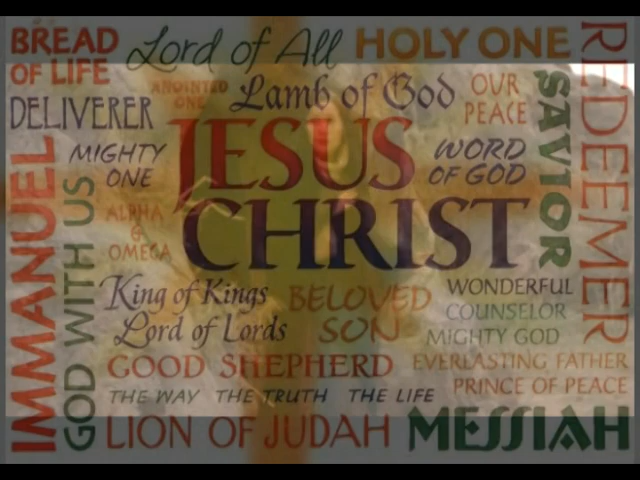 BREAD
OF LIFE
Lord of All
HOLY ONE
REDEEMER
ANOINTED
ONE
Lamb of God
OUR
PEACE
SAVIOR
DELIVERER
MIGHTY
ONE
JESUS
CHRIST
WORD
OF GOD
IMMANUEL
GOD WITH US
ALPHA
&
OMEGA
King of Kings
Lord of Lords
BELOVED
SON
WONDERFUL
COUNSELOR
MIGHTY GOD
EVERLASTING FATHER
PRINCE OF PEACE
GOOD SHEPHERD
THE WAY THE TRUTH THE LIFE
LION OF JUDAH
MESSIAH